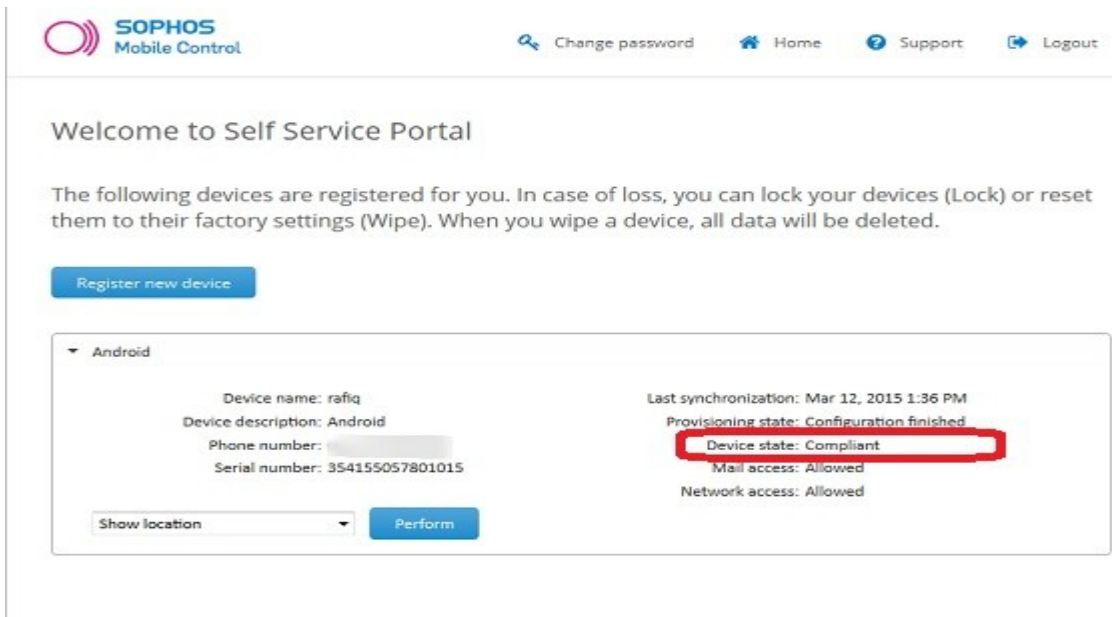 SOPHOS
Mobile Control
Change password Home Support Logout
Welcome to Self Service Portal
The following devices are registered for you. In case of loss, you can lock your devices (Lock) or reset
them to their factory settings (Wipe). When you wipe a device, all data will be deleted.
Register new device
Android
Device name: rafiq Last synchronization: Mar 12, 2015 1:36 PM
Device description: Android Provisioning state: Configuration finished
Phone number: Device state: Compliant
Serial number: 354155057801015 Mail access: Allowed
Network access: Allowed
Show location Perform